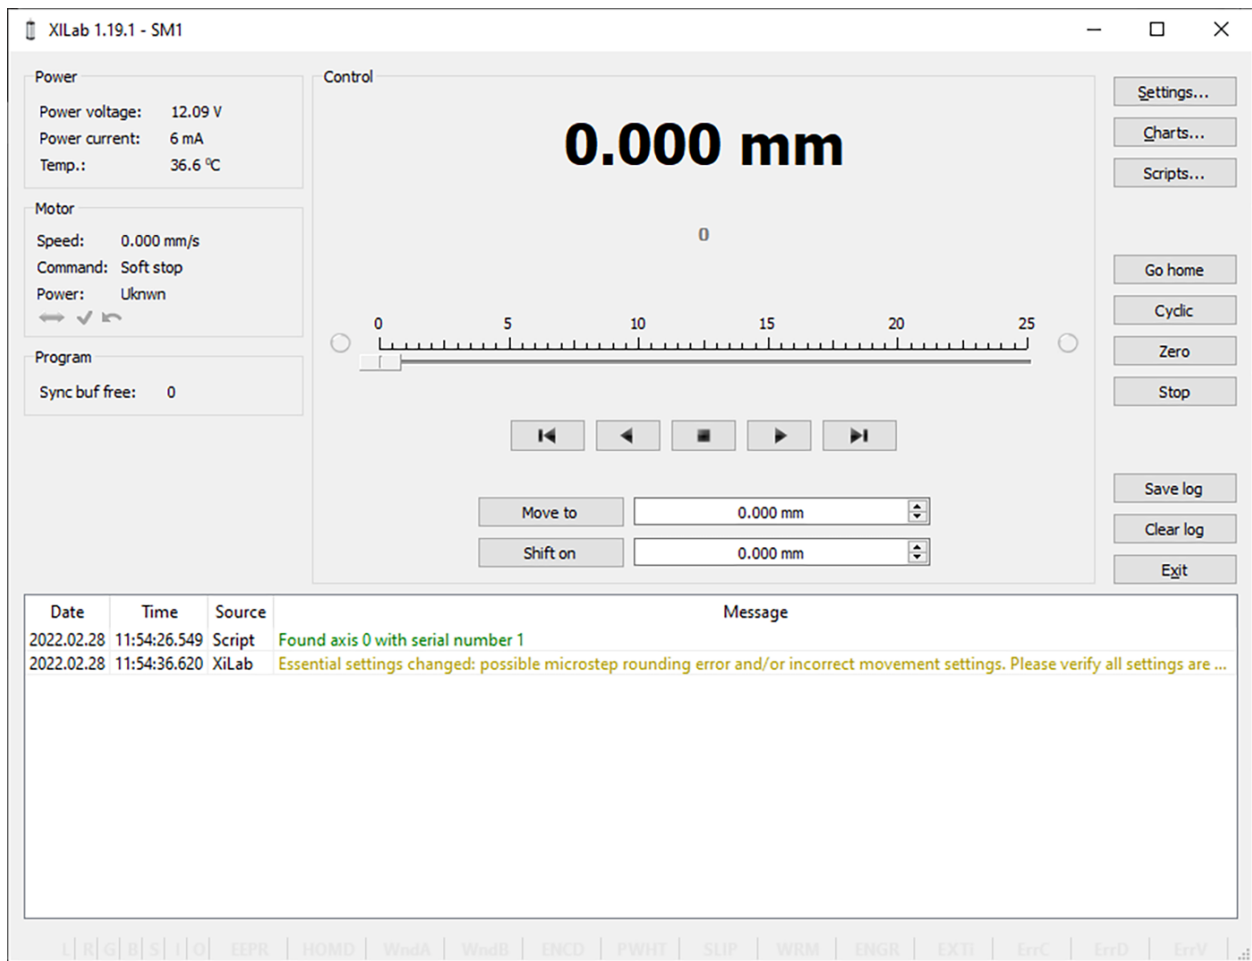 XILab 1.19.1 - SM1
Power
Power voltage: 12.09 V
Power current: 6 mA
Temp.: 36.6 ⁰C
Motor
Speed: 0.000 mm/s
Command: Soft stop
Power: Uknwn
Program
Sync buf free: 0
Control
0.000 mm
0
0 5 10 15 20 25
Move to 0.000 mm
Shift on 0.000 mm
Settings...
Charts...
Scripts...
Go home
Cyclic
Zero
Stop
Save log
Clear log
Exit
Date Time Source Message
2022.02.28 11:54:26.549 Script Found axis 0 with serial number 1
2022.02.28 11:54:36.620 XiLab Essential settings changed: possible microstep rounding error and/or incorrect movement settings. Please verify all settings are ...
L R G B S I O EEPR HOMD WndA WndB ENCD PWHT SLIP WRM ENGR EXTi ErrC ErrD ErrV